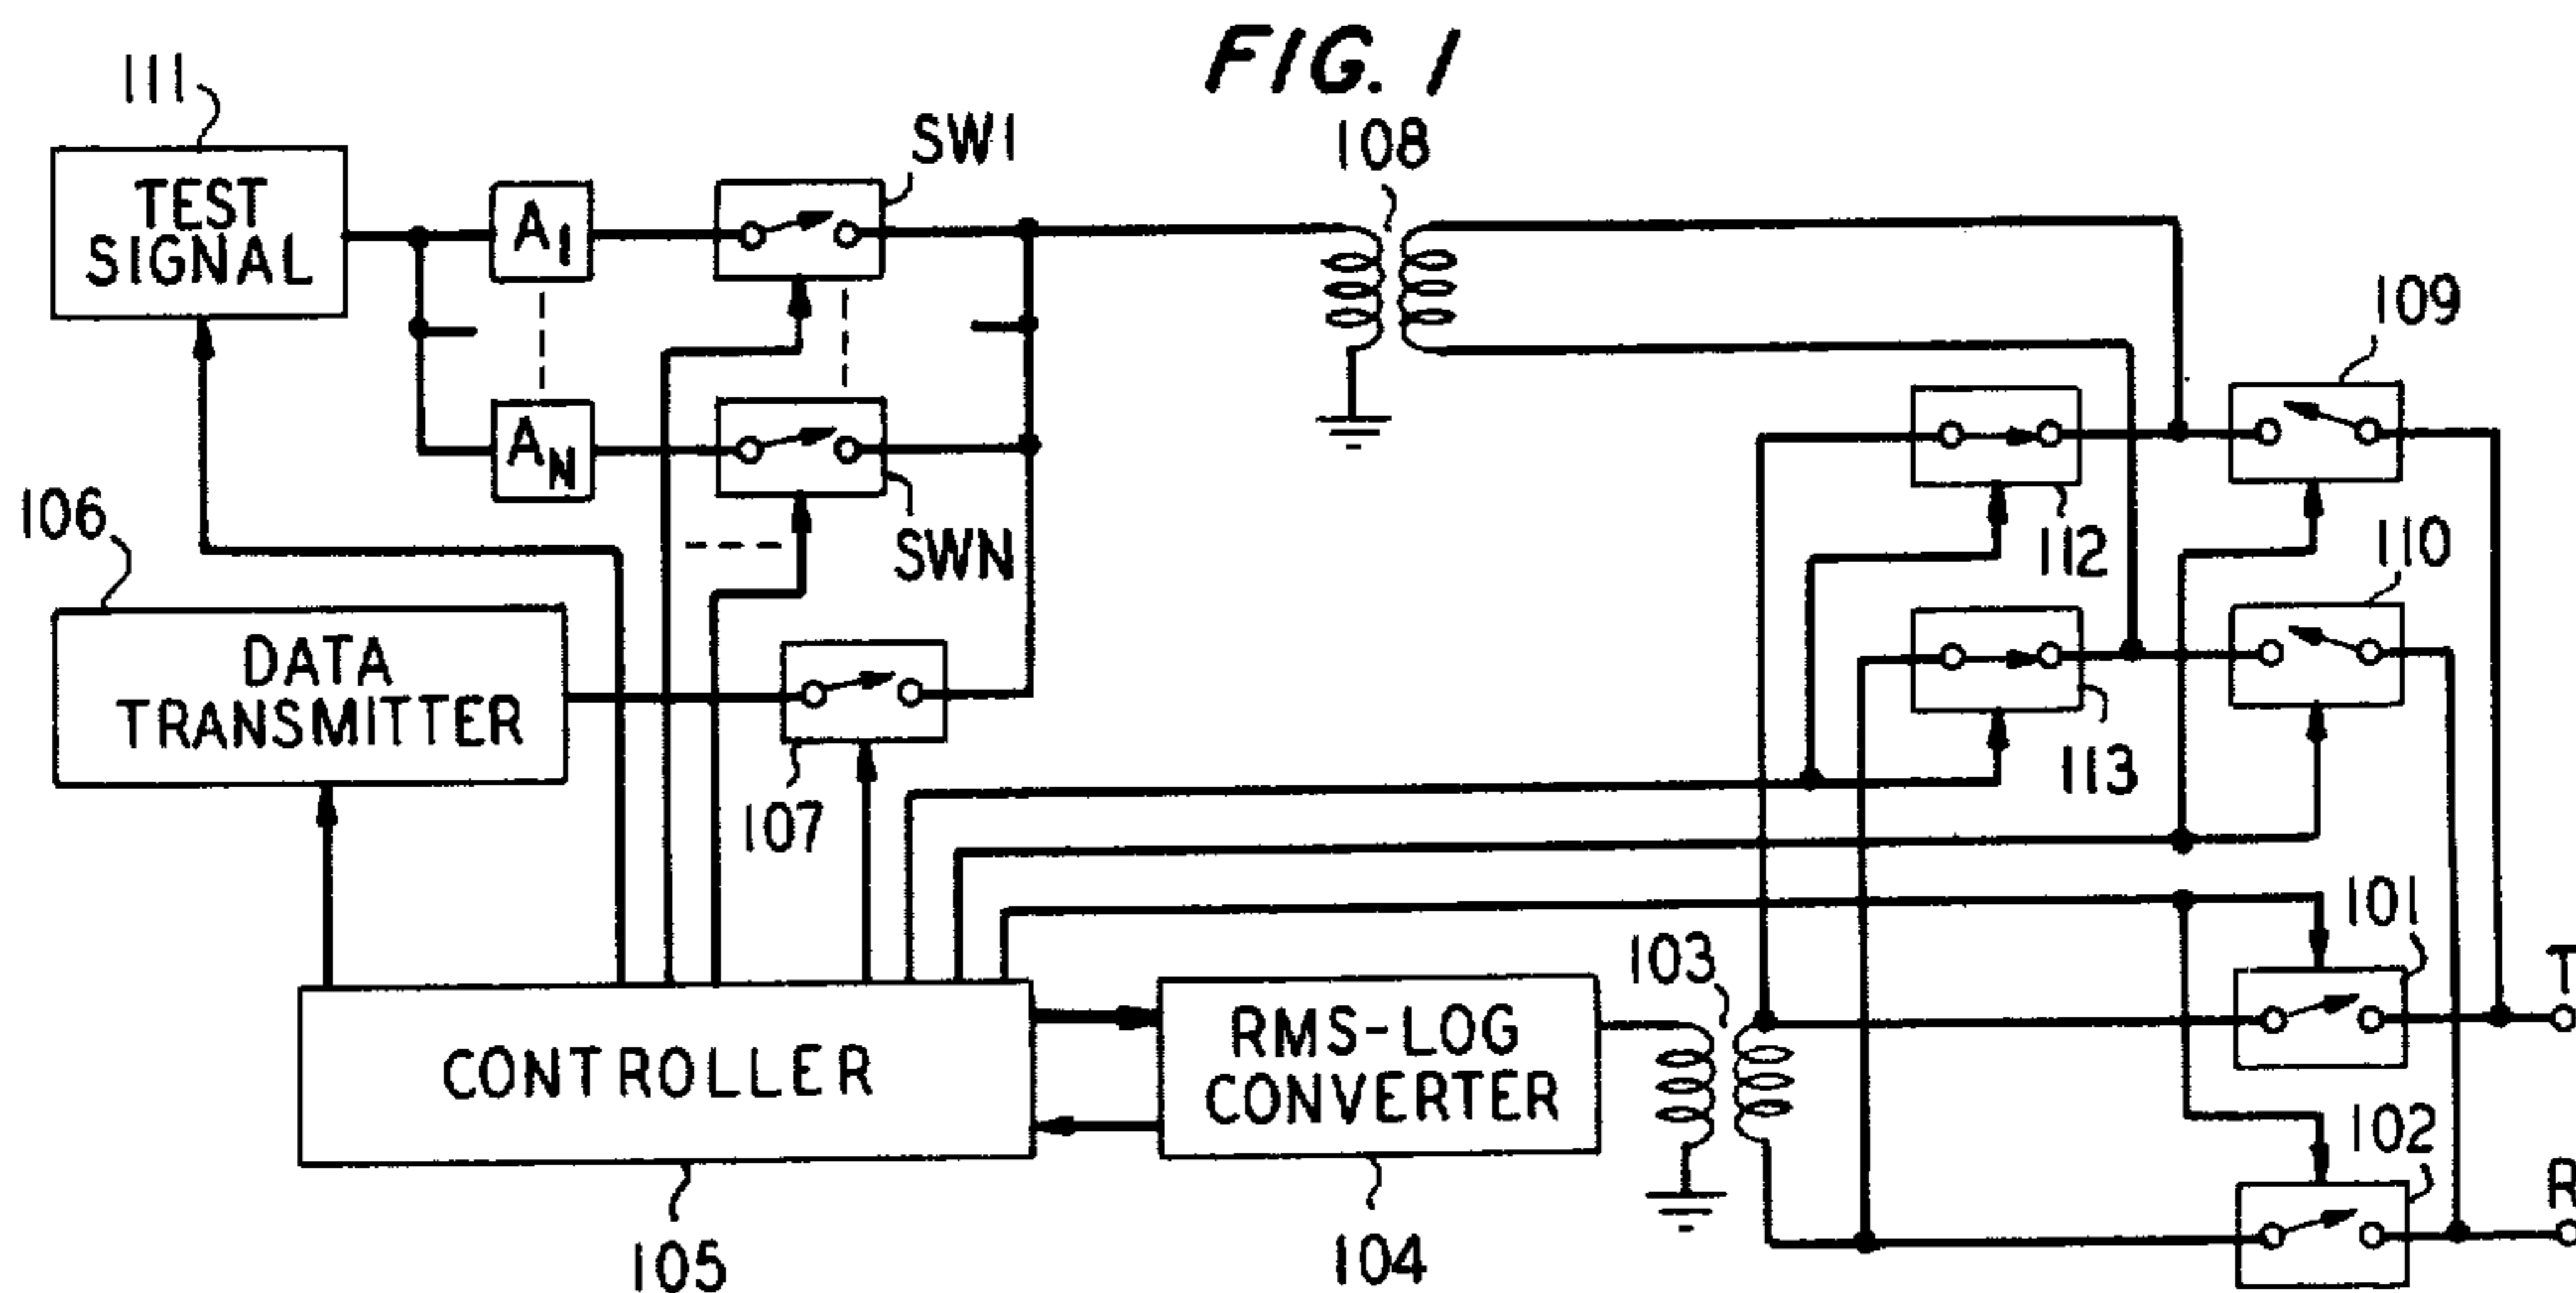 FIG. 1
111
TEST
SIGNAL
A1
SW1
108
109
AN
SWN
112
110
106
DATA
TRANSMITTER
107
113
101
T
103
CONTROLLER
RMS-LOG
CONVERTER
102
R
105
104